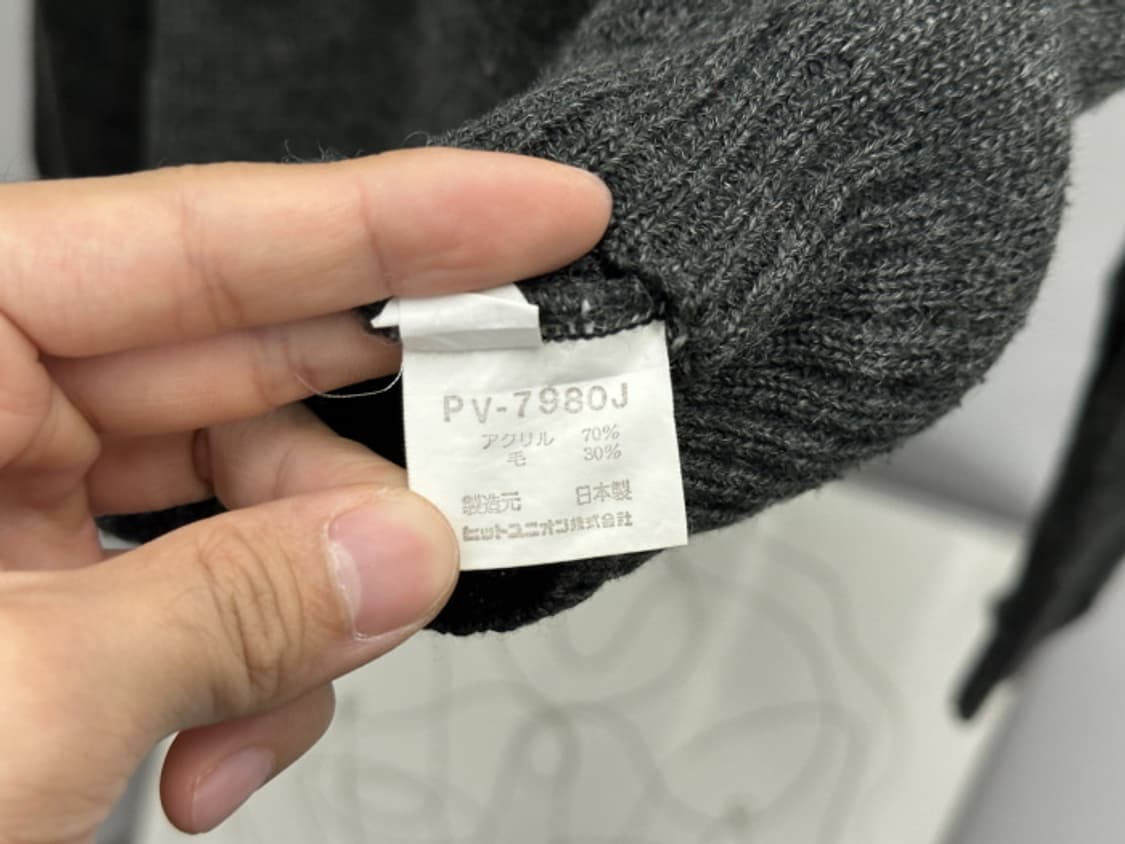 PV-7980J
アクリル 70%
毛 30%
製造元 日本製
ヒットユニオン株式会社